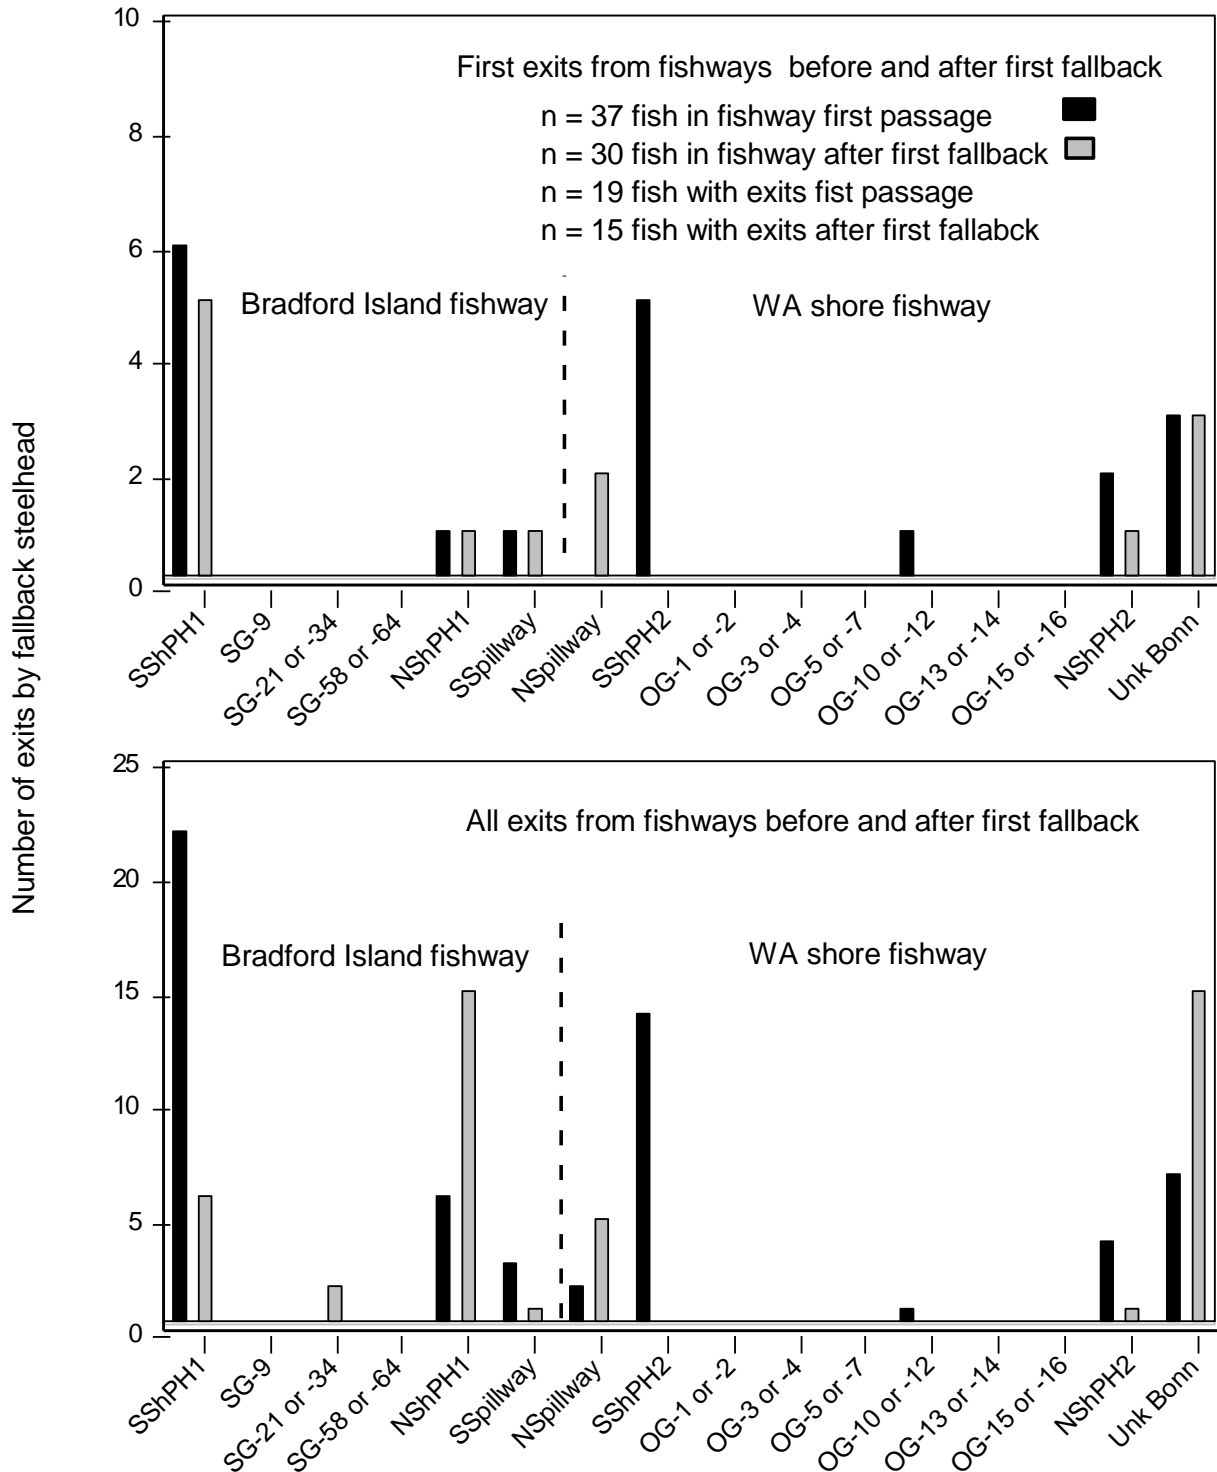 Number of exits by fallback steelhead
10
8
6
4
2
0
First exits from fishways before and after first fallback
n = 37 fish in fishway first passage
n = 30 fish in fishway after first fallback
n = 19 fish with exits fist passage
n = 15 fish with exits after first fallabck
Bradford Island fishway
WA shore fishway
SShPH1
SG-9
SG-21 or -34
SG-58 or -64
NShPH1
SSpillway
NSpillway
SShPH2
OG-1 or -2
OG-3 or -4
OG-5 or -7
OG-10 or -12
OG-13 or -14
OG-15 or -16
NShPH2
Unk Bonn
25
20
15
10
5
0
All exits from fishways before and after first fallback
Bradford Island fishway
WA shore fishway
SShPH1
SG-9
SG-21 or -34
SG-58 or -64
NShPH1
SSpillway
NSpillway
SShPH2
OG-1 or -2
OG-3 or -4
OG-5 or -7
OG-10 or -12
OG-13 or -14
OG-15 or -16
NShPH2
Unk Bonn